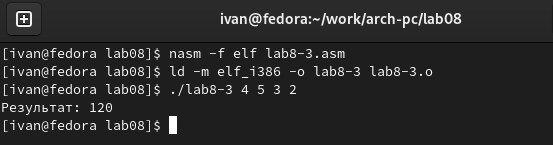 ivan@fedora:~/work/arch-pc/lab08
[ivan@fedora lab08]$ nasm -f elf lab8-3.asm
[ivan@fedora lab08]$ ld -m elf_i386 -o lab8-3 lab8-3.o
[ivan@fedora lab08]$ ./lab8-3 4 5 3 2
Результат: 120
[ivan@fedora lab08]$